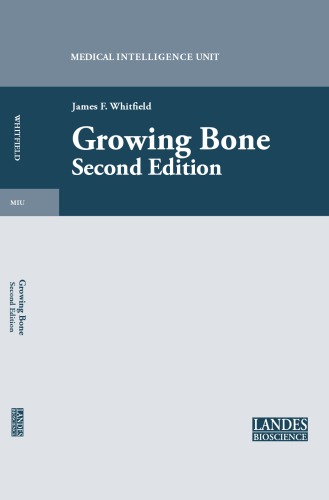 MEDICAL INTELLIGENCE UNIT
James F. Whitfield
Growing Bone
Second Edition
WHITFIELD
MIU
Growing Bone
Second Edition
LANDES
BIOSCIENCE
LANDES
BIOSCIENCE